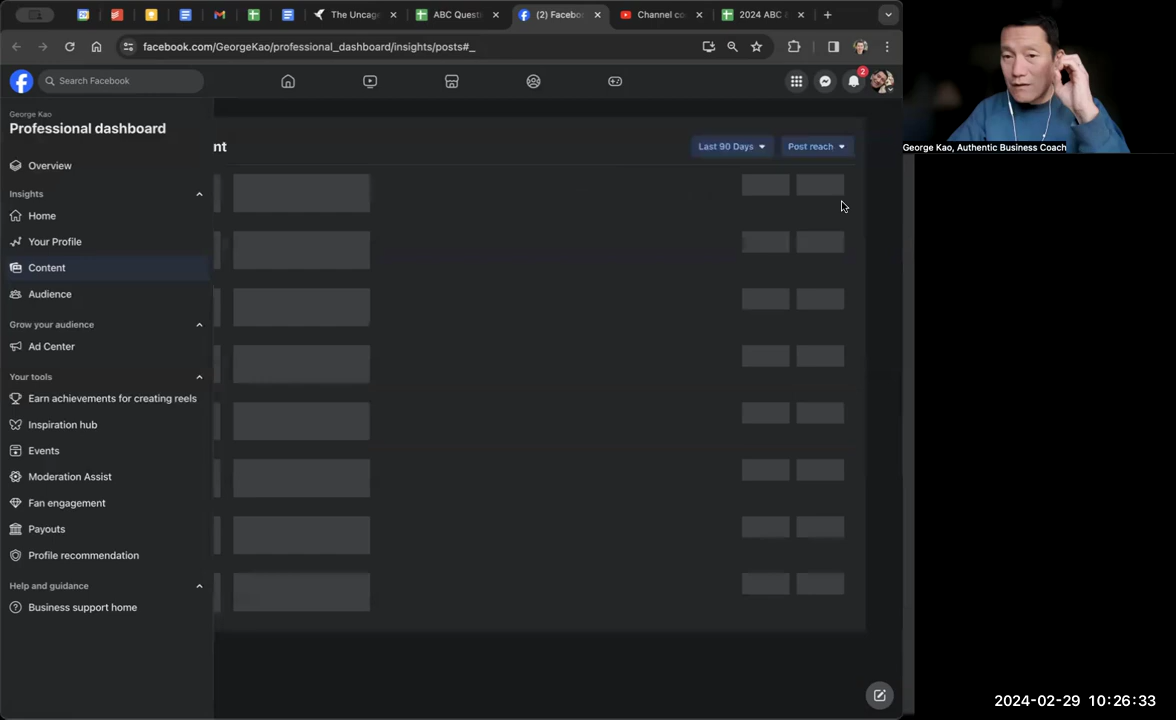 The Uncag
ABC Quest
(2) Facebo
Channel co
2024 ABC
facebook.com/GeorgeKao/professional_dashboard/insights/posts#_
Search Facebook
2
George Kao
Professional dashboard
Overview
Insights
Home
Your Profile
Content
Audience
Grow your audience
Ad Center
Your tools
Earn achievements for creating reels
Inspiration hub
Events
Moderation Assist
Fan engagement
Payouts
Profile recommendation
Help and guidance
Business support home
nt
Last 90 Days
Post reach
George Kao, Authentic Business Coach
2024-02-29 10:26:33